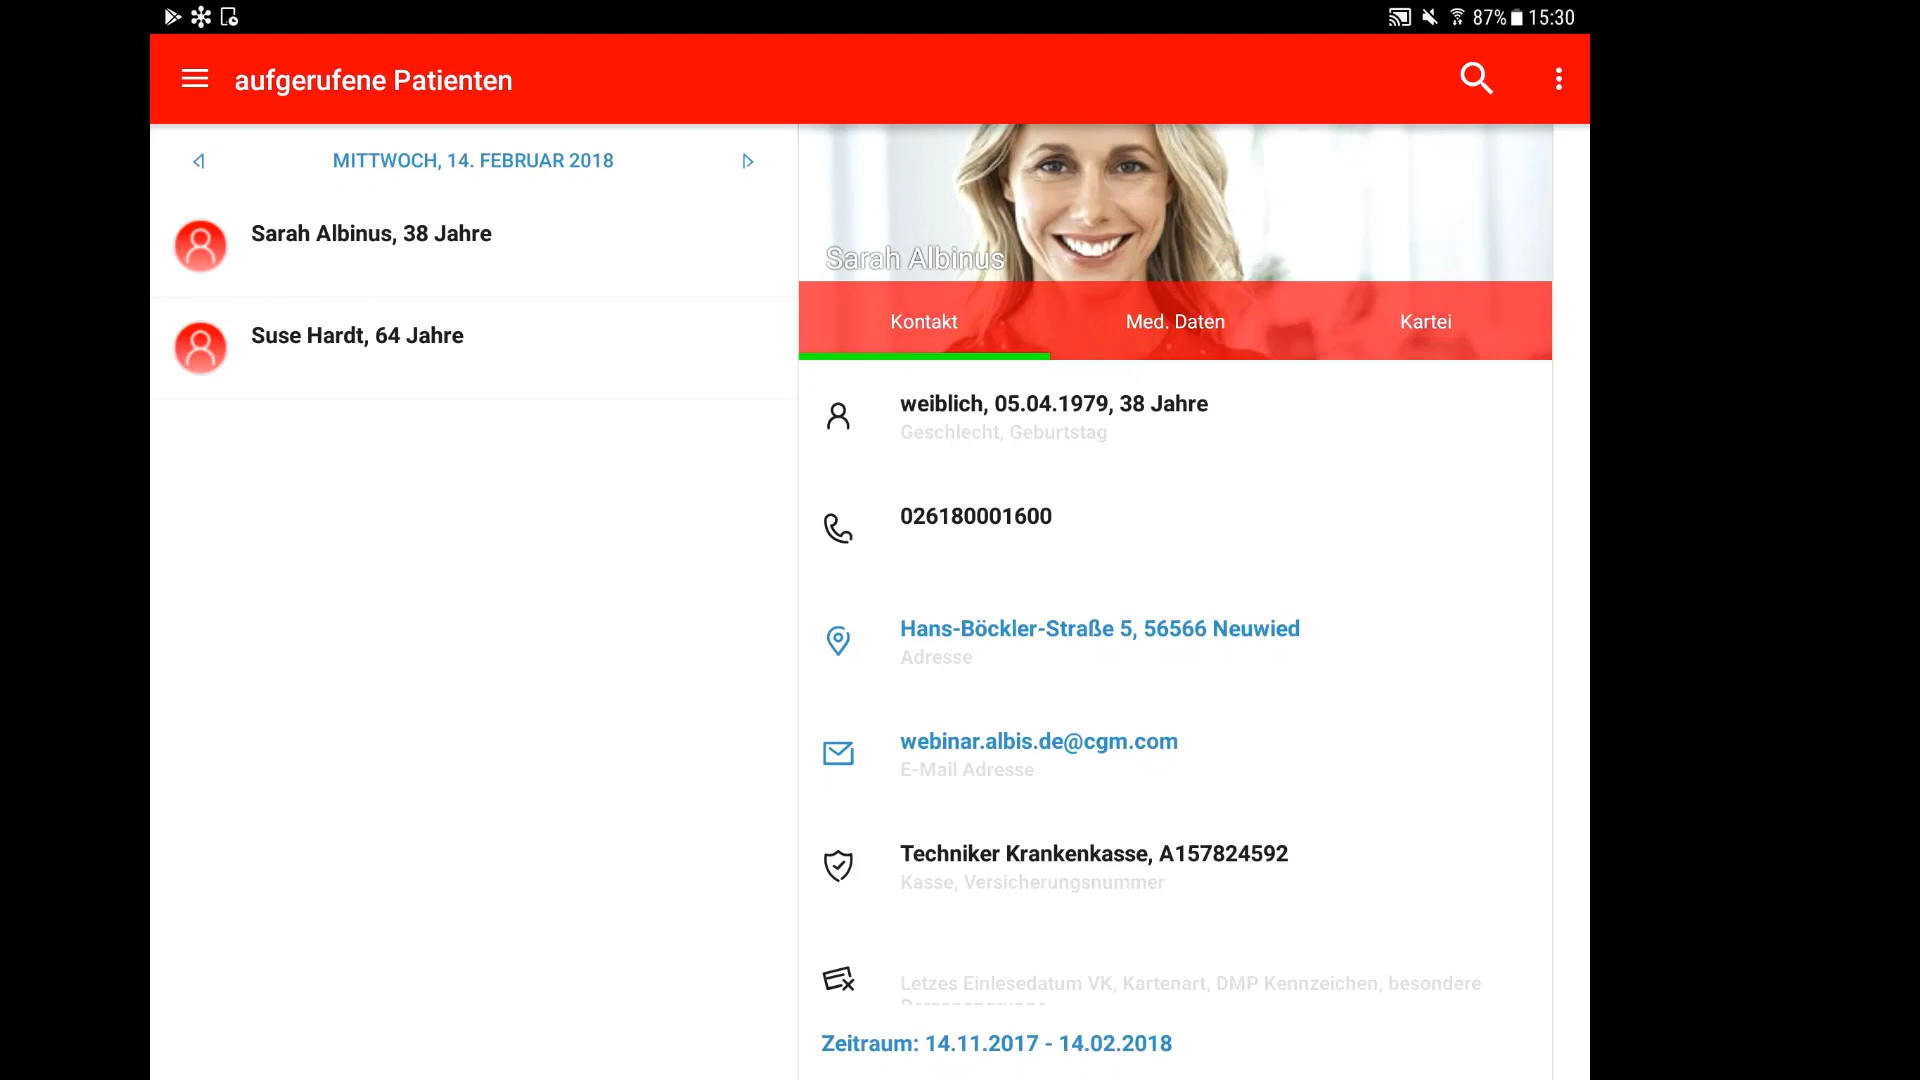 87% 15:30
aufgerufene Patienten
MITTWOCH, 14. FEBRUAR 2018
Sarah Albinus, 38 Jahre
Suse Hardt, 64 Jahre
Sarah Albinus
Kontakt Med. Daten Kartei
weiblich, 05.04.1979, 38 Jahre
Geschlecht, Geburtstag
026180001600
Hans-Böckler-Straße 5, 56566 Neuwied
Adresse
webinar.albis.de@cgm.com
E-Mail Adresse
Techniker Krankenkasse, A157824592
Kasse, Versicherungsnummer
Letzes Einlesedatum VK, Kartenart, DMP Kennzeichen, besondere
Zeitraum: 14.11.2017 - 14.02.2018